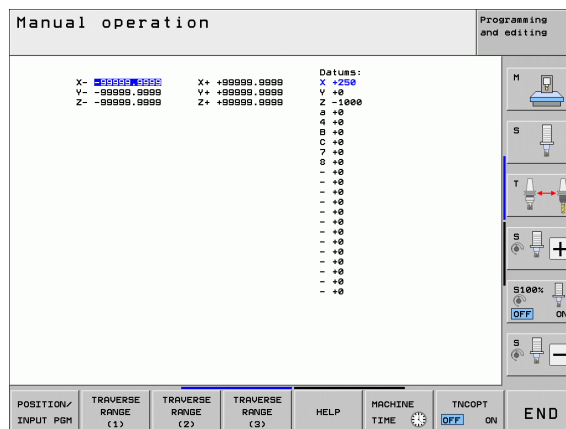 Manual operation
Programming
and editing
Datums:
X- -99999.9999 X+ +99999.9999 X +250
Y- -99999.9999 Y+ +99999.9999 Y +0
Z- -99999.9999 Z+ +99999.9999 Z -1000
a +0
4 +0
B +0
C +0
7 +0
8 +0
- +0
- +0
- +0
- +0
- +0
- +0
- +0
- +0
- +0
- +0
- +0
- +0
- +0
M
S
T
S
+
S100%
OFF ON
S
-
POSITION/
INPUT PGM
TRAVERSE
RANGE
(1)
TRAVERSE
RANGE
(2)
TRAVERSE
RANGE
(3)
HELP
MACHINE
TIME
TNCOPT
OFF ON
END